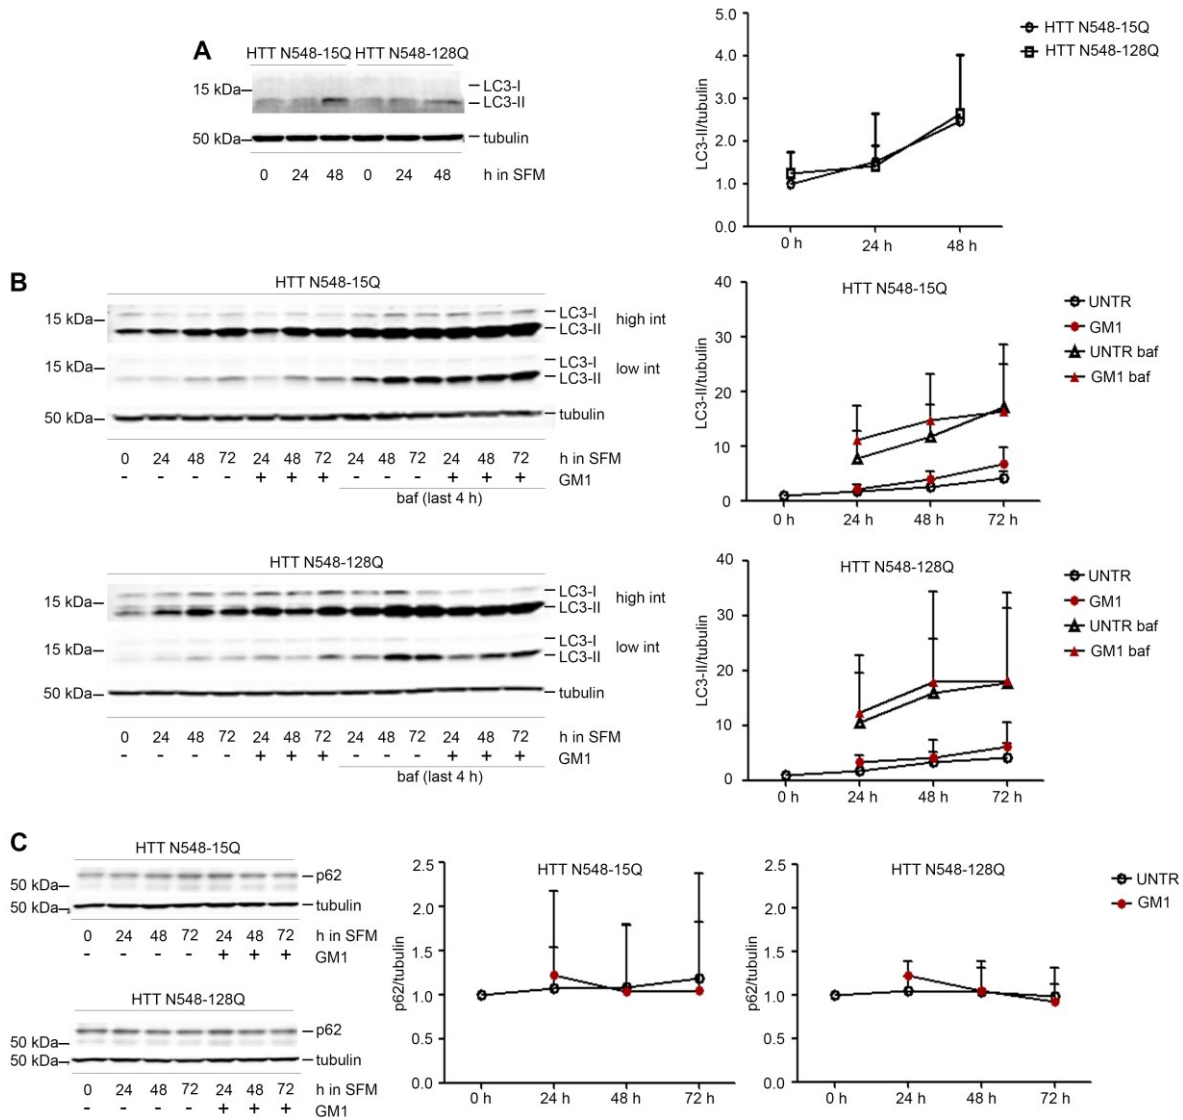 A
HTT N548-15Q HTT N548-128Q
15 kDa
LC3-I
LC3-II
50 kDa
tubulin
0 24 48 0 24 48 h in SFM
5.0
4.0
3.0
2.0
1.0
0.0
LC3-II/tubulin
0 h 24 h 48 h
HTT N548-15Q
HTT N548-128Q
B
HTT N548-15Q
15 kDa
LC3-I
LC3-II
high int
15 kDa
LC3-I
LC3-II
low int
50 kDa
tubulin
0 24 48 72 24 48 72 24 48 72 24 48 72 h in SFM
- - - - + + + - - - + + + GM1
baf (last 4 h)
HTT N548-15Q
40
30
20
10
0
LC3-II/tubulin
0 h 24 h 48 h 72 h
UNTR
GM1
UNTR baf
GM1 baf
HTT N548-128Q
15 kDa
LC3-I
LC3-II
high int
15 kDa
LC3-I
LC3-II
low int
50 kDa
tubulin
0 24 48 72 24 48 72 24 48 72 24 48 72 h in SFM
- - - - + + + - - - + + + GM1
baf (last 4 h)
HTT N548-128Q
40
30
20
10
0
LC3-II/tubulin
0 h 24 h 48 h 72 h
UNTR
GM1
UNTR baf
GM1 baf
C
HTT N548-15Q
p62
50 kDa
50 kDa
tubulin
0 24 48 72 24 48 72 h in SFM
- - - - + + + GM1
HTT N548-128Q
p62
50 kDa
50 kDa
tubulin
0 24 48 72 24 48 72 h in SFM
- - - - + + + GM1
HTT N548-15Q
2.5
2.0
1.5
1.0
0.5
0.0
p62/tubulin
0 h 24 h 48 h 72 h
HTT N548-128Q
2.5
2.0
1.5
1.0
0.5
0.0
p62/tubulin
0 h 24 h 48 h 72 h
UNTR
GM1